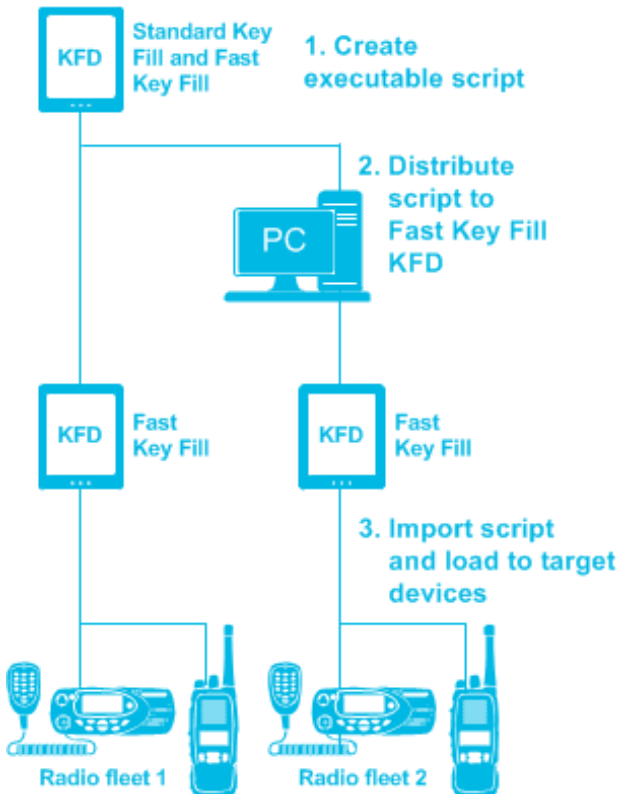 KFD
Standard Key
Fill and Fast
Key Fill
1. Create
executable script
2. Distribute
script to
Fast Key Fill
KFD
PC
KFD
Fast
Key Fill
KFD
Fast
Key Fill
3. Import script
and load to target
devices
Radio fleet 1
Radio fleet 2